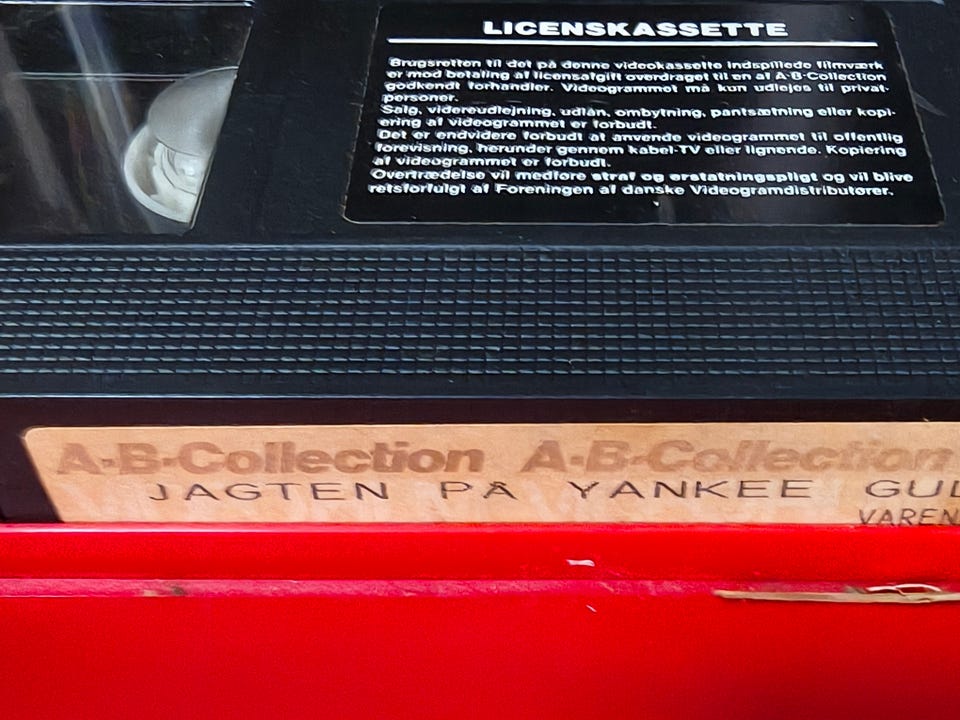 LICENSKASSETTE
Brugsretten til det på denne videokassette indspillede filmværk
er mod betaling af licensafgift overdraget til en af A·B·Collection
godkendt forhandler. Videogrammet må kun udlejes til privat-
personer.
Salg, videreudlejning, udlån, ombytning, pantsætning eller kopi-
ering af videogrammet er forbudt.
Det er endvidere forbudt at anvende videogrammet til offentlig
forevisning, herunder gennem kabel-TV eller lignende. Kopiering
af videogrammet er forbudt.
Overtrædelse vil medføre straf og erstatningspligt og vil blive
retsforfulgt af Foreningen af danske Videogramdistributører.
A·B·Collection A·B·Collection
JAGTEN PÅ YANKEE GUL
VAREN